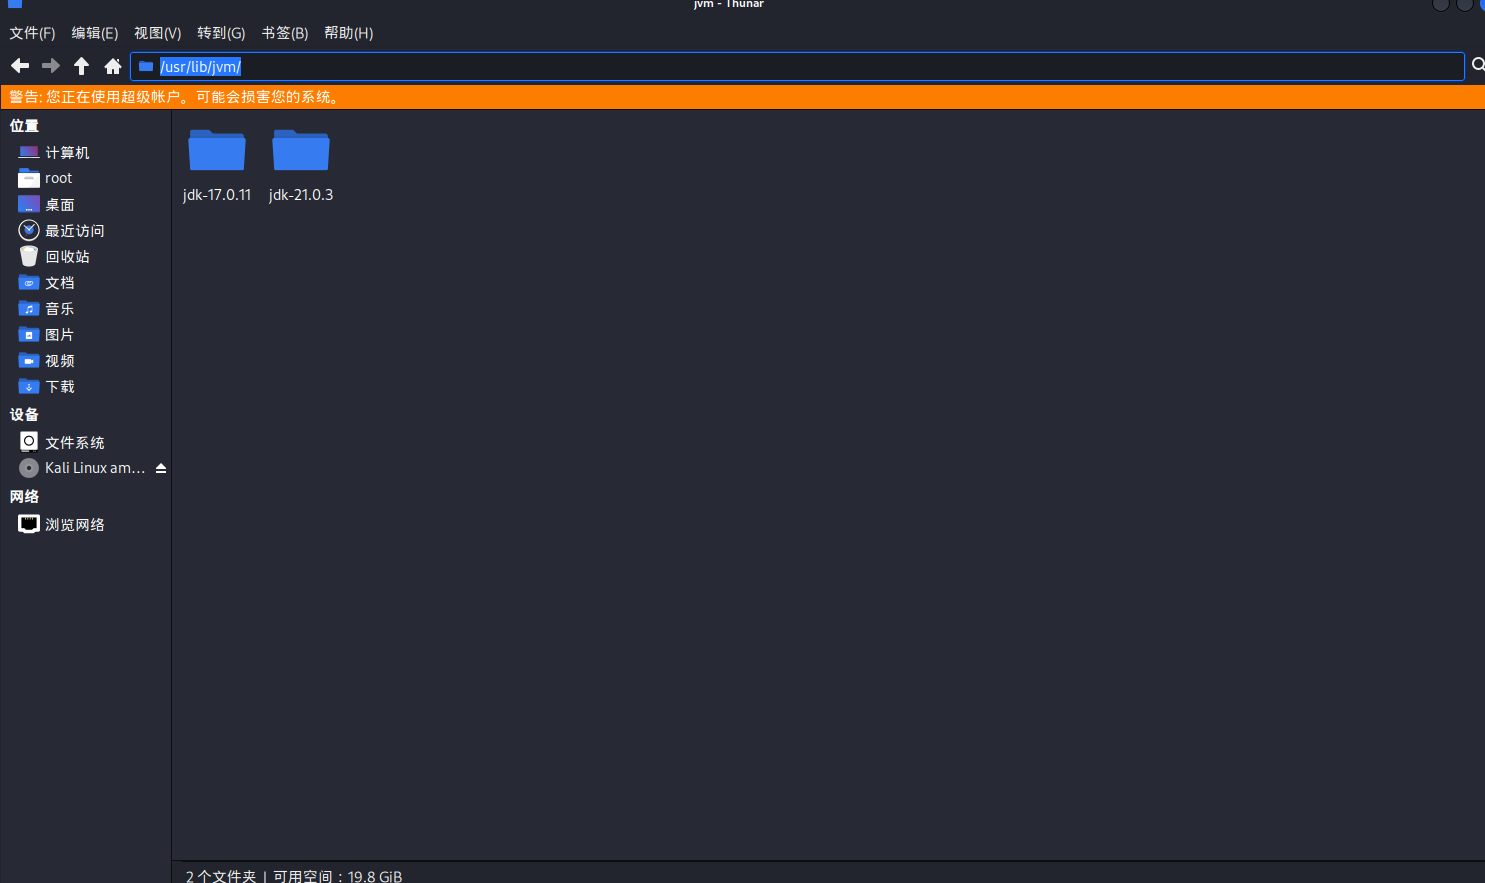 jvm - Thunar
文件(F) 编辑(E) 视图(V) 转到(G) 书签(B) 帮助(H)
/usr/lib/jvm/
警告: 您正在使用超级帐户。可能会损害您的系统。
位置
计算机
root
桌面
最近访问
回收站
文档
音乐
图片
视频
下载
设备
文件系统
Kali Linux am...
网络
浏览网络
jdk-17.0.11 jdk-21.0.3
2 个文件夹 | 可用空间：19.8 GiB